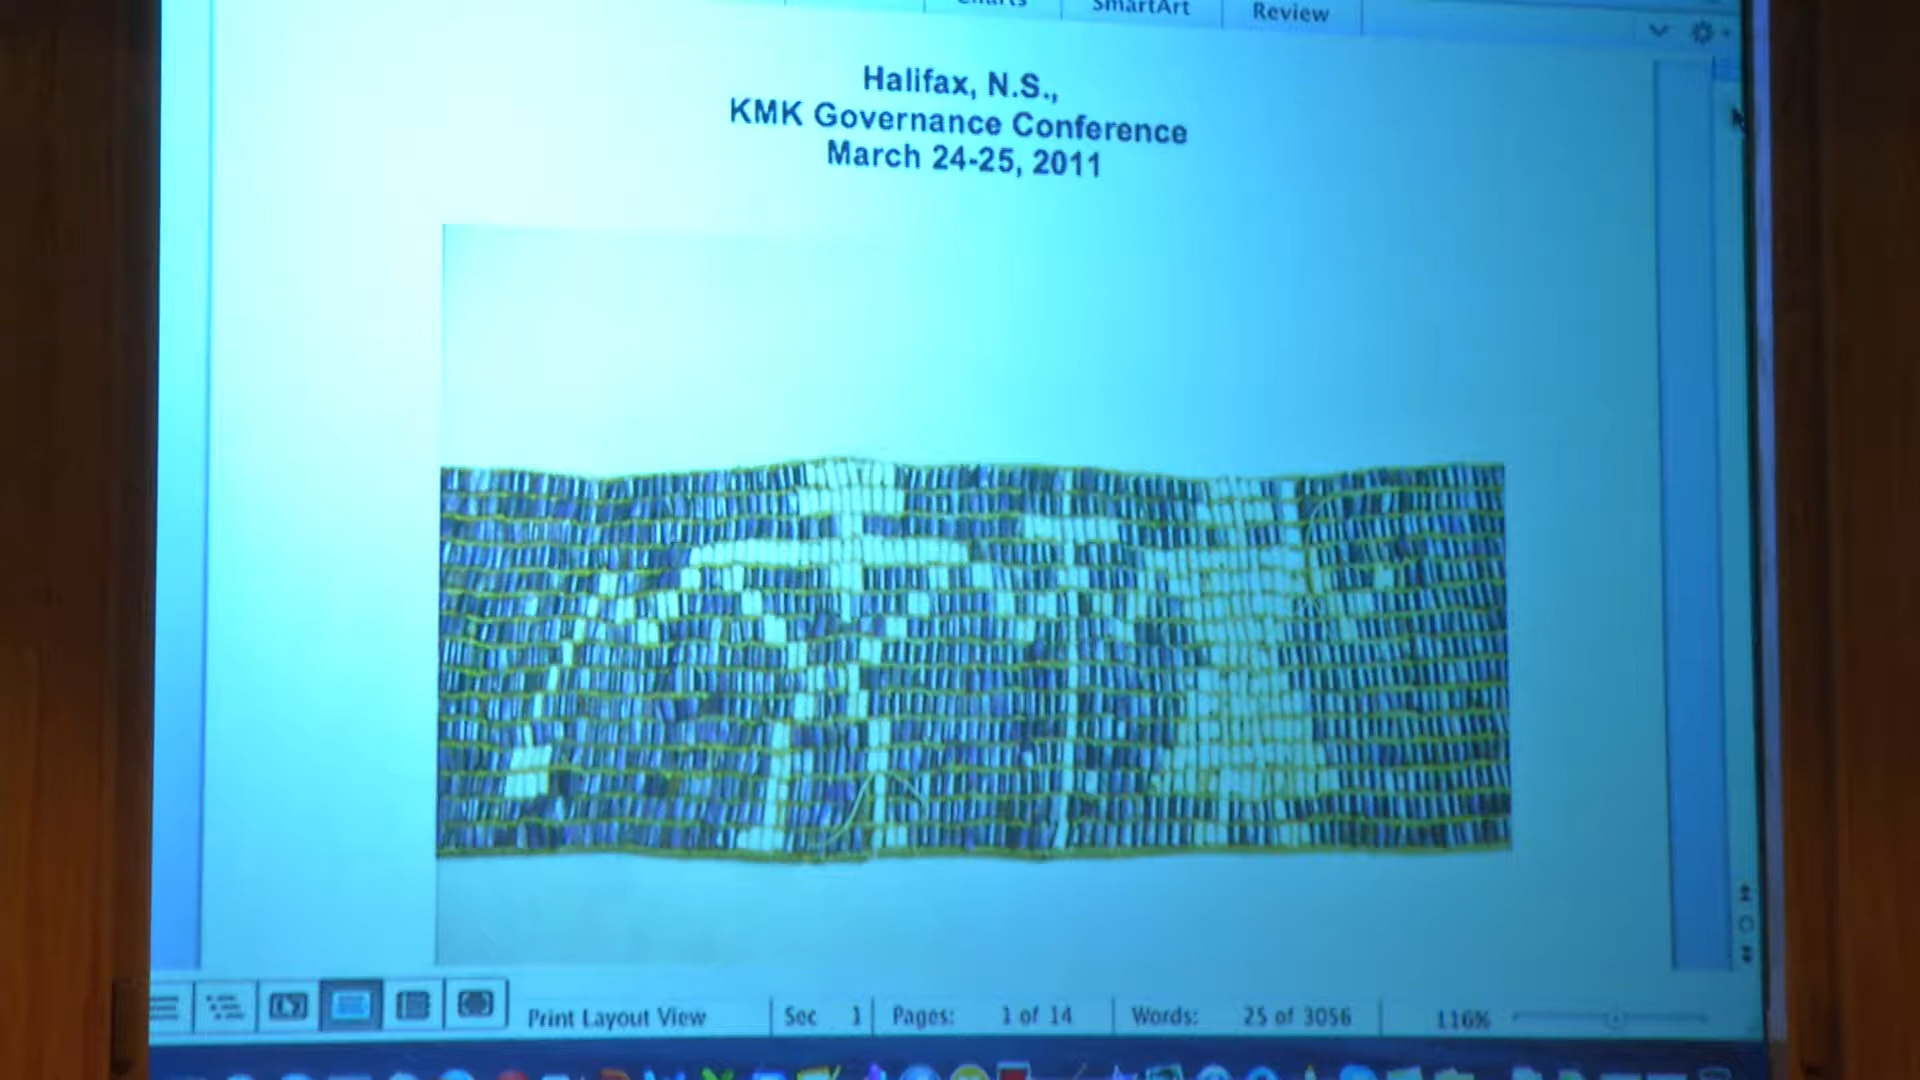 Charts SmartArt Review
Halifax, N.S.,
KMK Governance Conference
March 24-25, 2011
Print Layout View Sec 1 Pages: 1 of 14 Words: 25 of 3056 116%